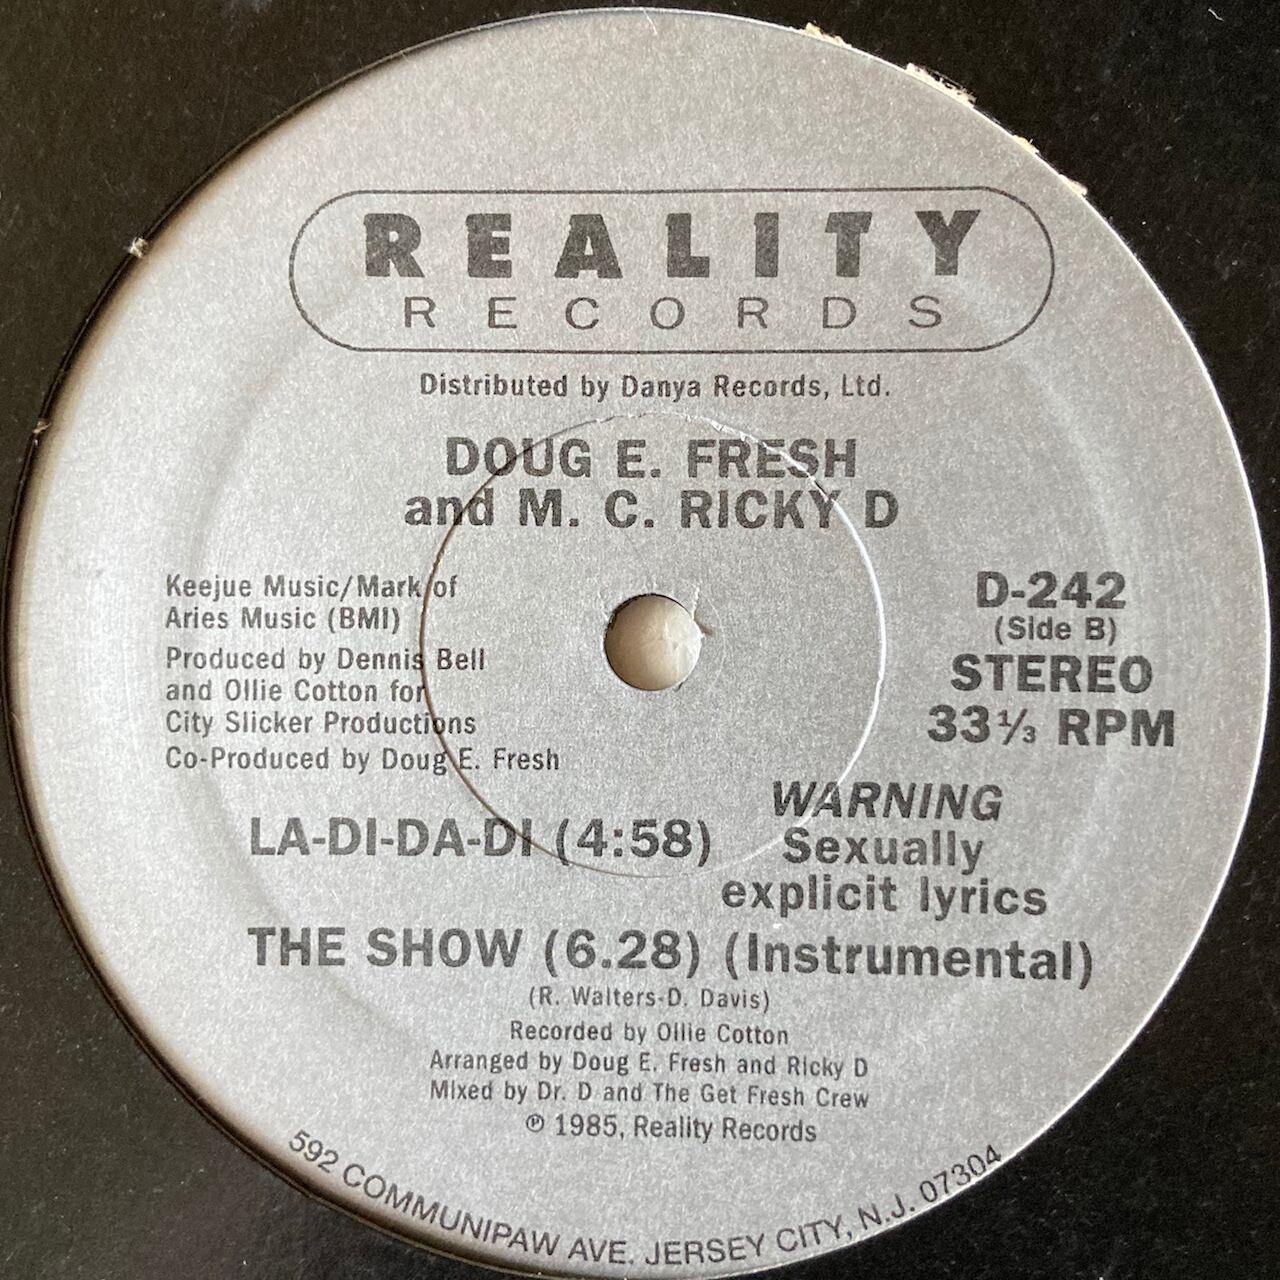 REALITY
RECORDS
Distributed by Danya Records, Ltd.
DOUG E. FRESH
and M. C. RICKY D
Keejue Music/Mark of
Aries Music (BMI)
Produced by Dennis Bell
and Ollie Cotton for
City Slicker Productions
Co-Produced by Doug E. Fresh
D-242
(Side B)
STEREO
33⅓ RPM
LA-DI-DA-DI (4:58)
WARNING
Sexually
explicit lyrics
THE SHOW (6.28) (Instrumental)
(R. Walters-D. Davis)
Recorded by Ollie Cotton
Arranged by Doug E. Fresh and Ricky D
Mixed by Dr. D and The Get Fresh Crew
℗ 1985, Reality Records
592 COMMUNIPAW AVE. JERSEY CITY, N.J. 07304